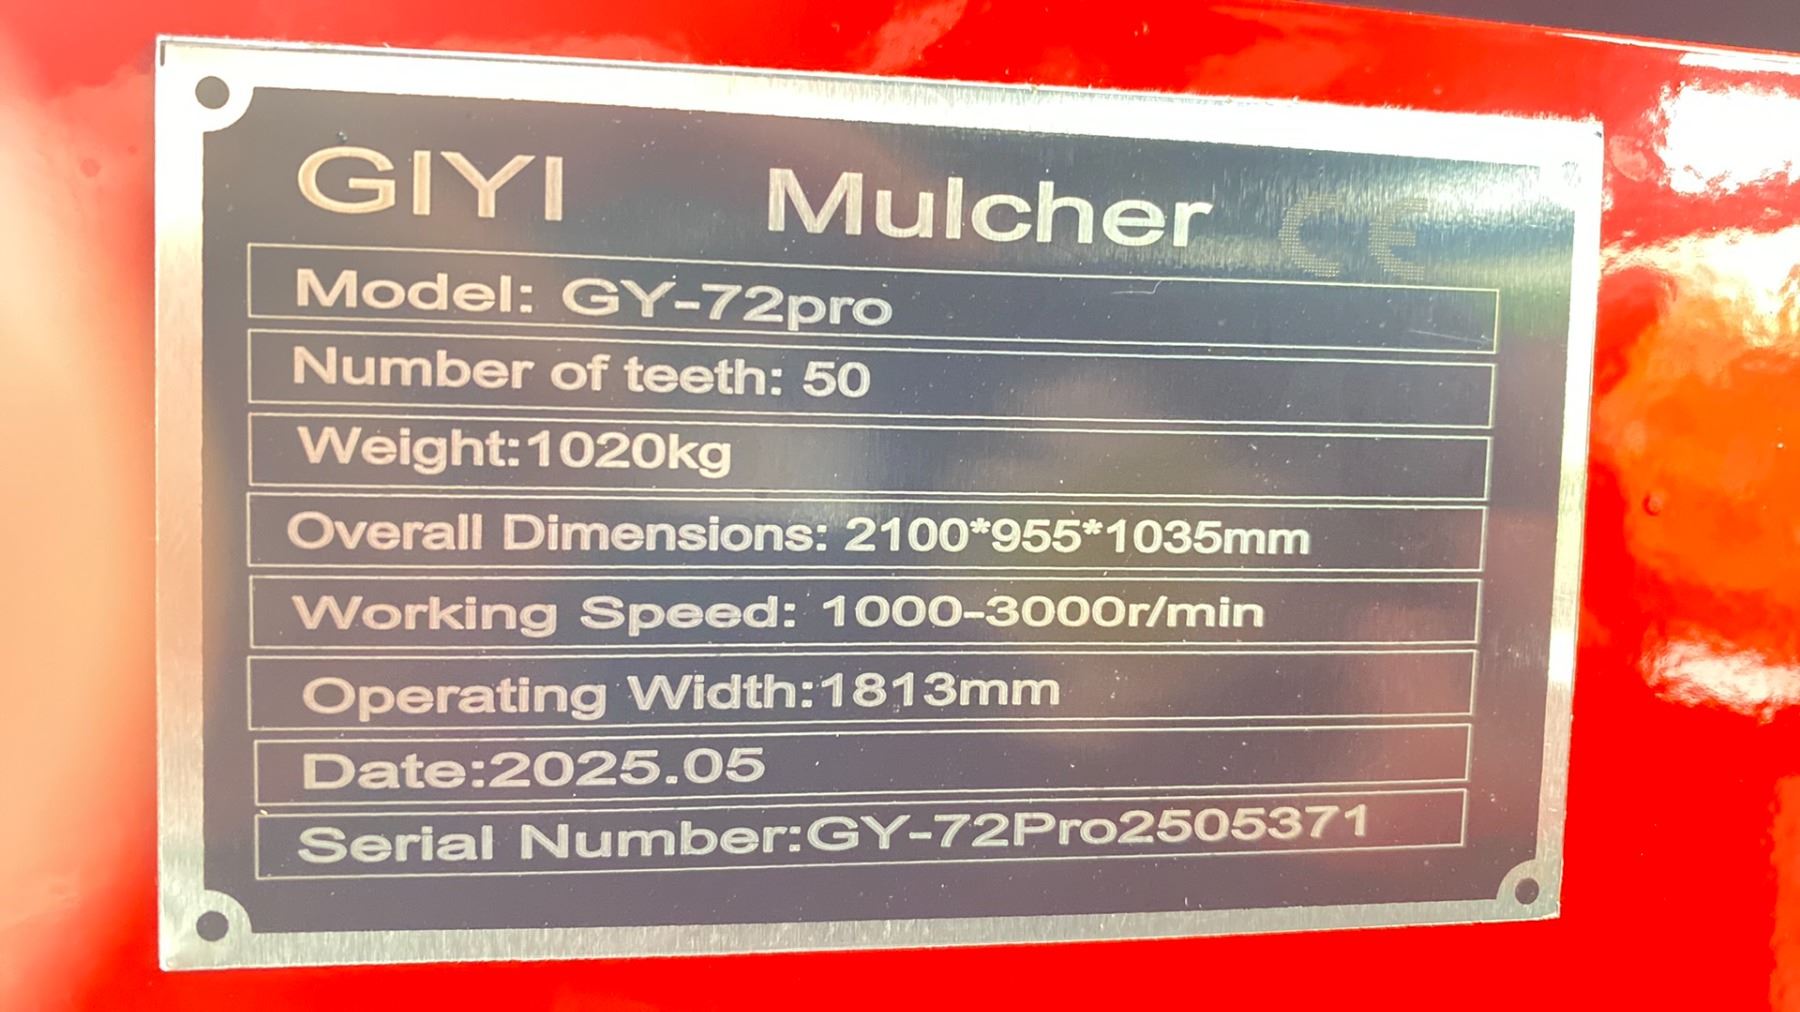 GIYI Mulcher CE
Model: GY-72pro
Number of teeth: 50
Weight:1020kg
Overall Dimensions: 2100*955*1035mm
Working Speed: 1000-3000r/min
Operating Width:1813mm
Date:2025.05
Serial Number:GY-72Pro2505371